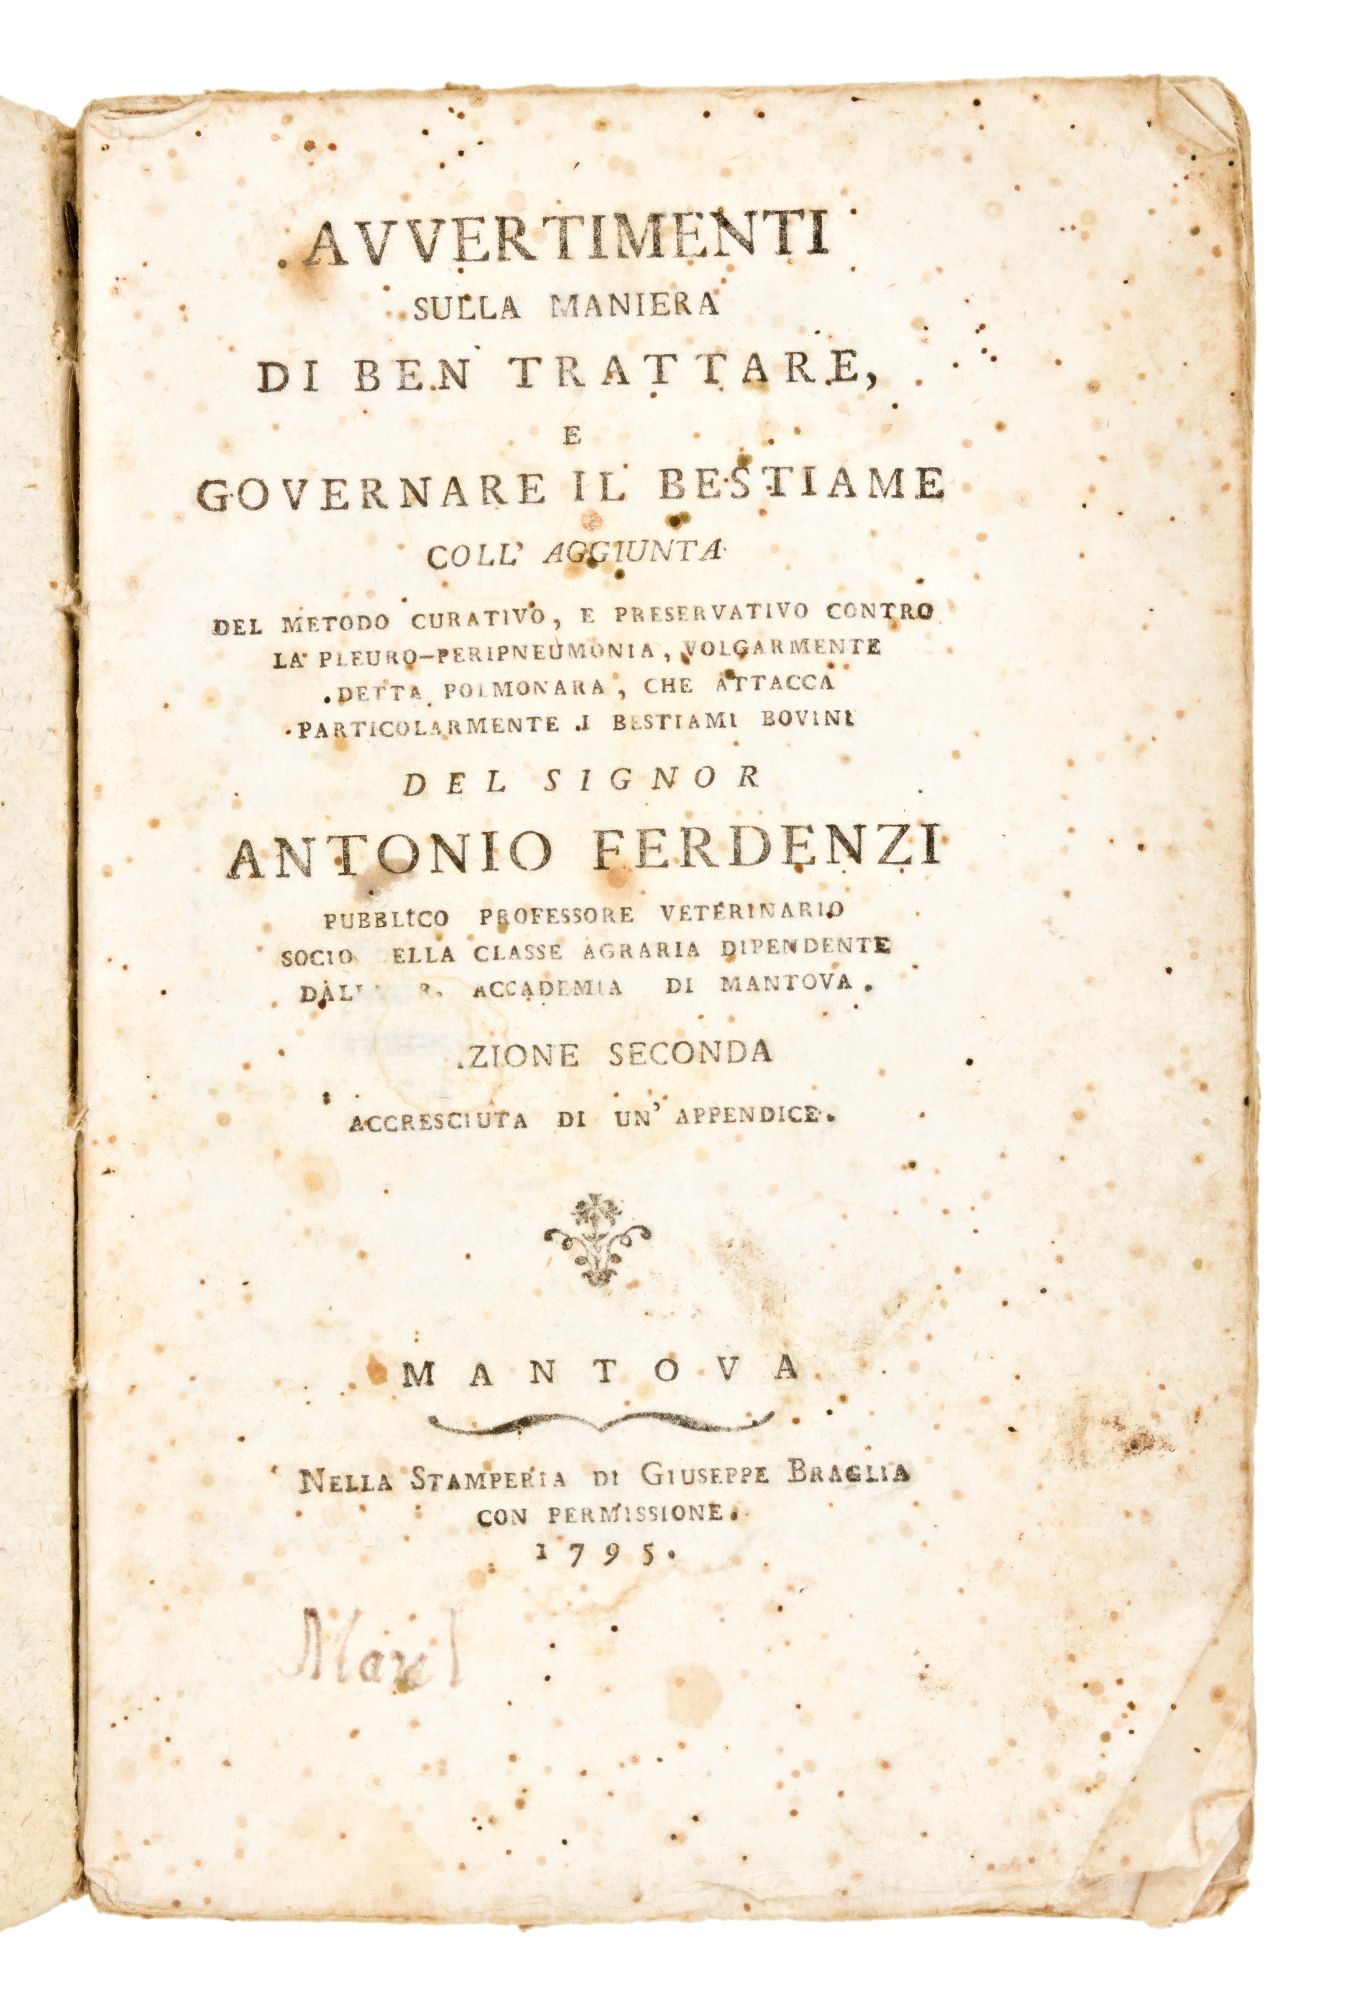 AVVERTIMENTI
SULLA MANIERA
DI BEN TRATTARE,
E
GOVERNARE IL BESTIAME
COLL' AGGIUNTA
DEL METODO CURATIVO, E PRESERVATIVO CONTRO
LA PLEURO-PERIPNEUMONIA, VOLGARMENTE
DETTA POLMONARA, CHE ATTACCA
PARTICOLARMENTE I BESTIAMI BOVINI
DEL SIGNOR
ANTONIO FERDENZI
PUBBLICO PROFESSORE VETERINARIO
SOCIO ELLA CLASSE AGRARIA DIPENDENTE
DALL R. ACCADEMIA DI MANTOVA.
ZIONE SECONDA
ACCRESCIUTA DI UN' APPENDICE.
MANTOVA
NELLA STAMPERIA DI GIUSEPPE BRAGLIA
CON PERMISSIONE.
1795.